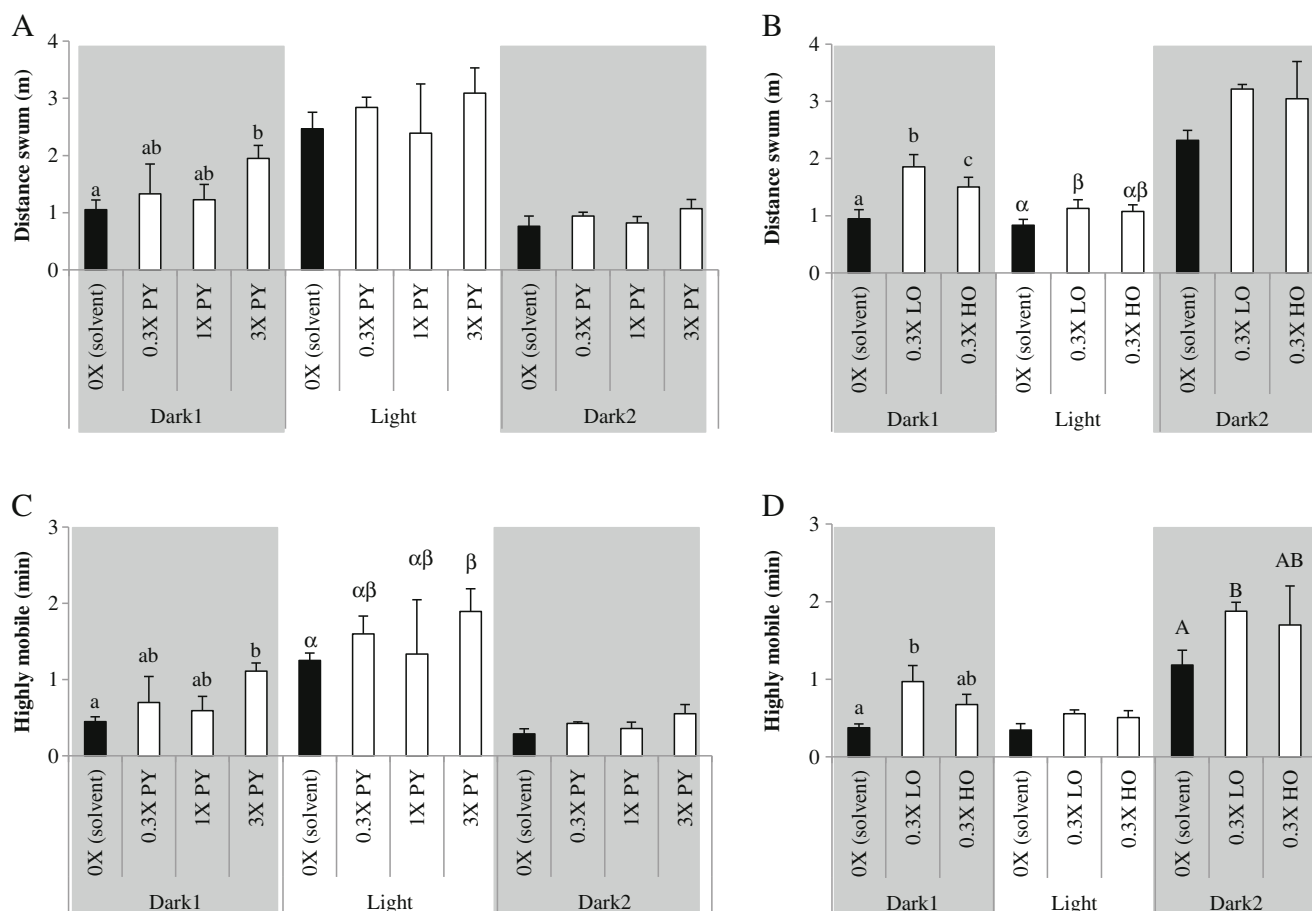 A
Distance swum (m)
4
3
2
1
0
a
ab
ab
b
0X (solvent)
0.3X PY
1X PY
3X PY
0X (solvent)
0.3X PY
1X PY
3X PY
0X (solvent)
0.3X PY
1X PY
3X PY
Dark1
Light
Dark2
B
Distance swum (m)
4
3
2
1
0
a
b
c
α
β
αβ
0X (solvent)
0.3X LO
0.3X HO
0X (solvent)
0.3X LO
0.3X HO
0X (solvent)
0.3X LO
0.3X HO
Dark1
Light
Dark2
C
Highly mobile (min)
3
2
1
0
a
ab
ab
b
α
αβ
αβ
β
0X (solvent)
0.3X PY
1X PY
3X PY
0X (solvent)
0.3X PY
1X PY
3X PY
0X (solvent)
0.3X PY
1X PY
3X PY
Dark1
Light
Dark2
D
Highly mobile (min)
3
2
1
0
a
b
ab
A
B
AB
0X (solvent)
0.3X LO
0.3X HO
0X (solvent)
0.3X LO
0.3X HO
0X (solvent)
0.3X LO
0.3X HO
Dark1
Light
Dark2